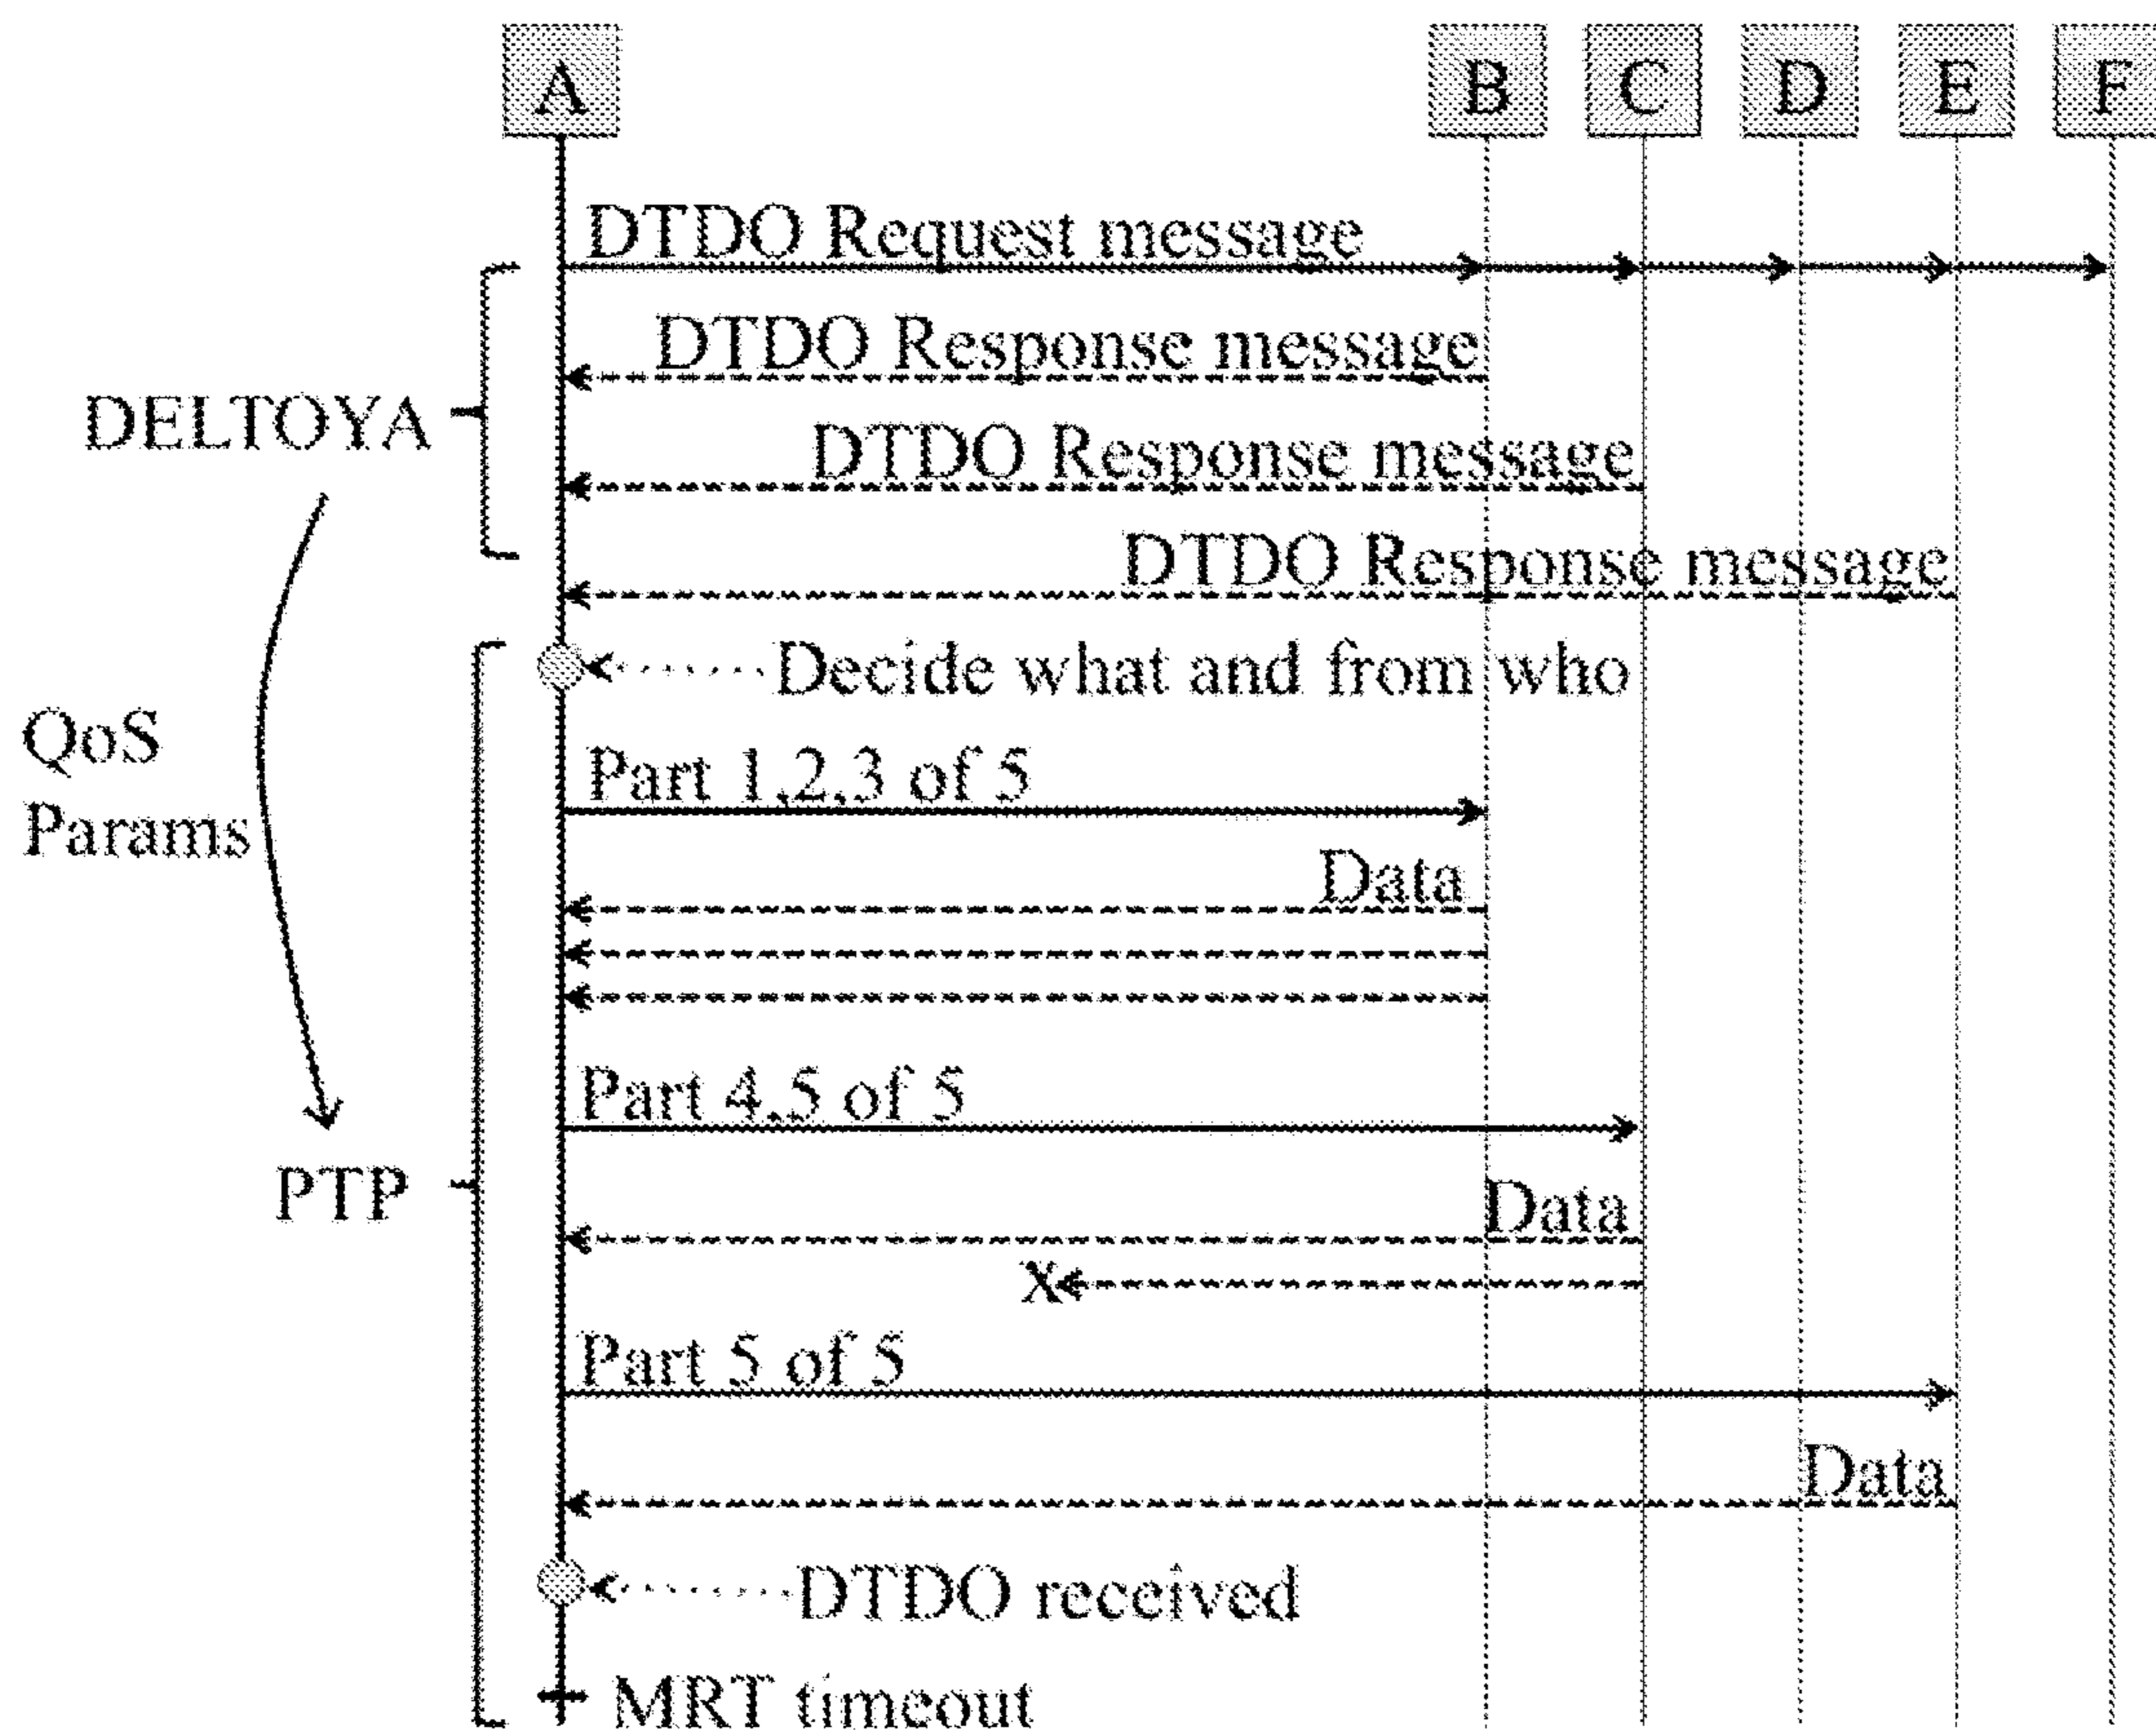 A B C D E F
DTDO Request message
DTDO Response message
DELTOYA
DTDO Response message
DTDO Response message
Decide what and from who
QoS
Params
Part 1,2,3 of 5
Data
Part 4,5 of 5
PTP
Data
X
Part 5 of 5
Data
DTDO received
MRT timeout